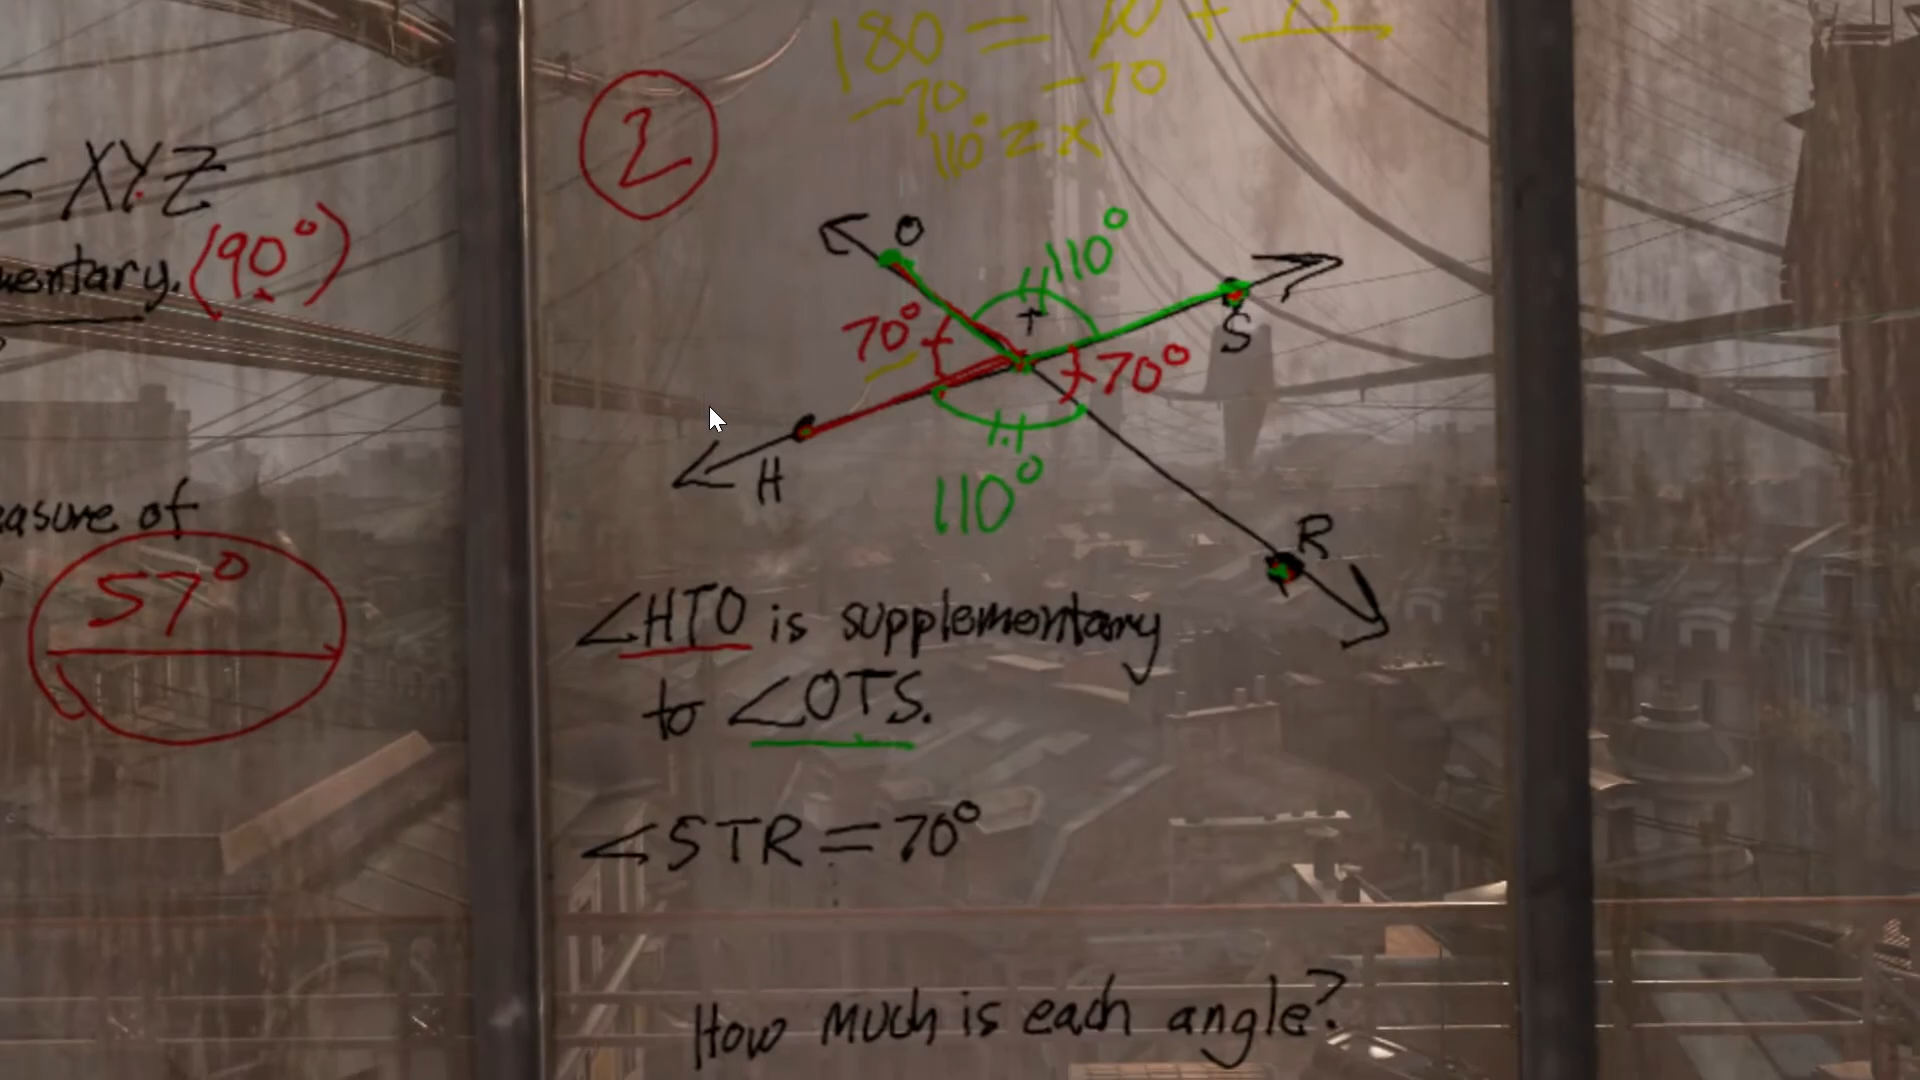 < XYZ
mentary. (90°)
easure of
57°
2
180 = 70 +
-70 -70
110° = x
O
110°
T
S
70°
70°
H
110°
R
∠HTO is supplementary
to ∠OTS.
<STR = 70°
How much is each angle?